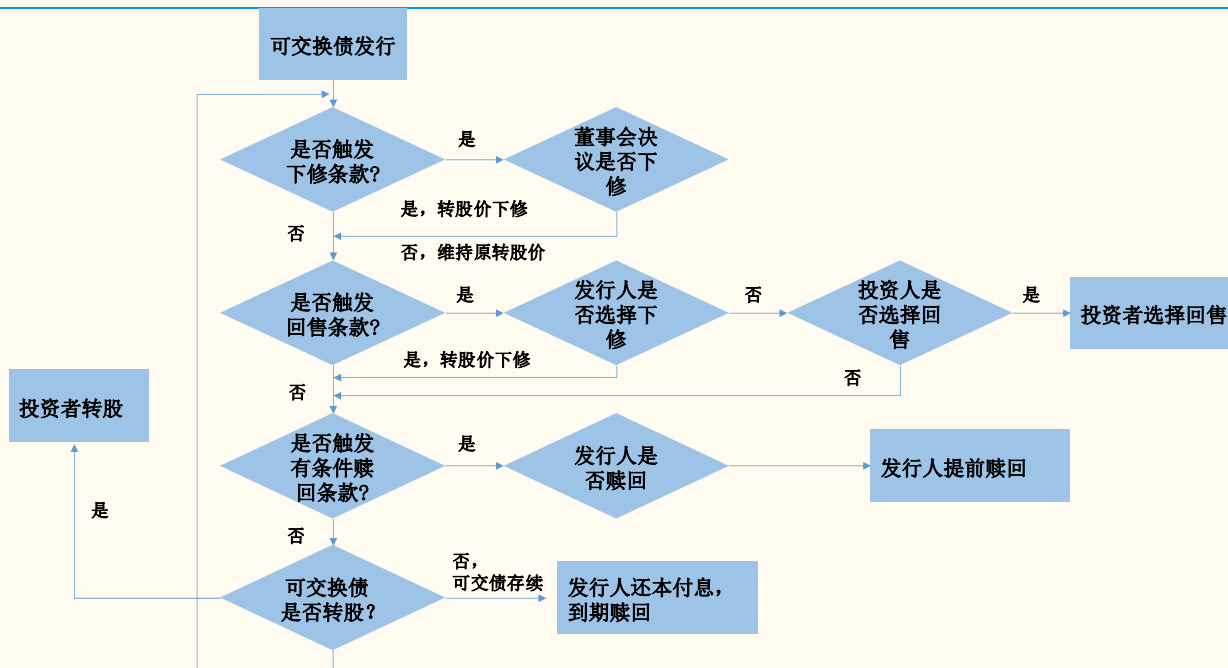 可交换债发行
是否触发
下修条款?
是
董事会决
议是否下
修
是，转股价下修
否
否，维持原转股价
是否触发
回售条款?
是
发行人是
否选择下
修
否
投资人是
否选择回
售
是
投资者选择回售
是，转股价下修
否
否
投资者转股
是否触发
有条件赎
回条款?
是
发行人是
否赎回
发行人提前赎回
是
否
可交换债
是否转股？
否，
可交债存续
发行人还本付息，
到期赎回